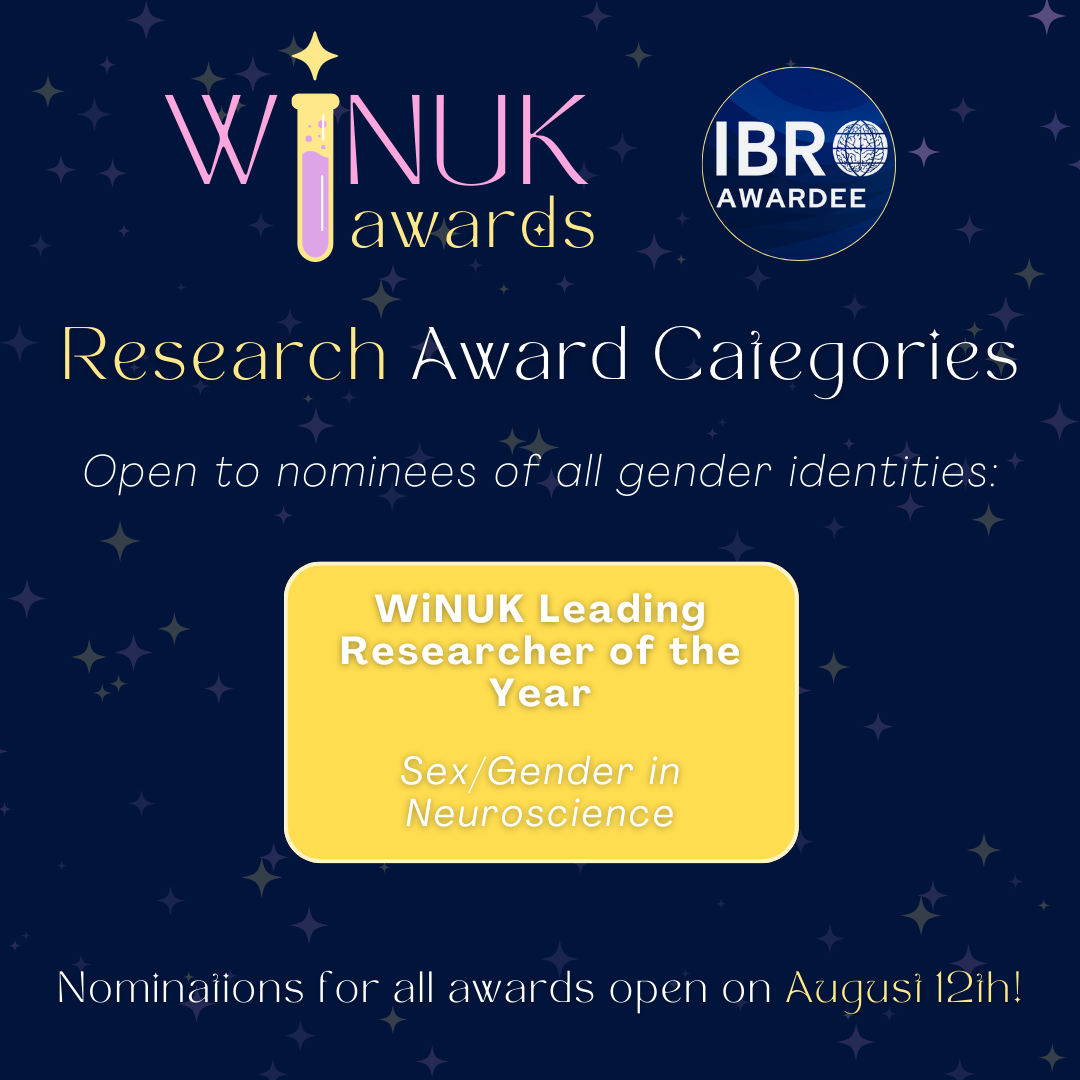 WiNUK
awards
IBRO
AWARDEE
Research Award Categories
Open to nominees of all gender identities:
WiNUK Leading
Researcher of the
Year
Sex/Gender in
Neuroscience
Nominations for all awards open on August 12th!